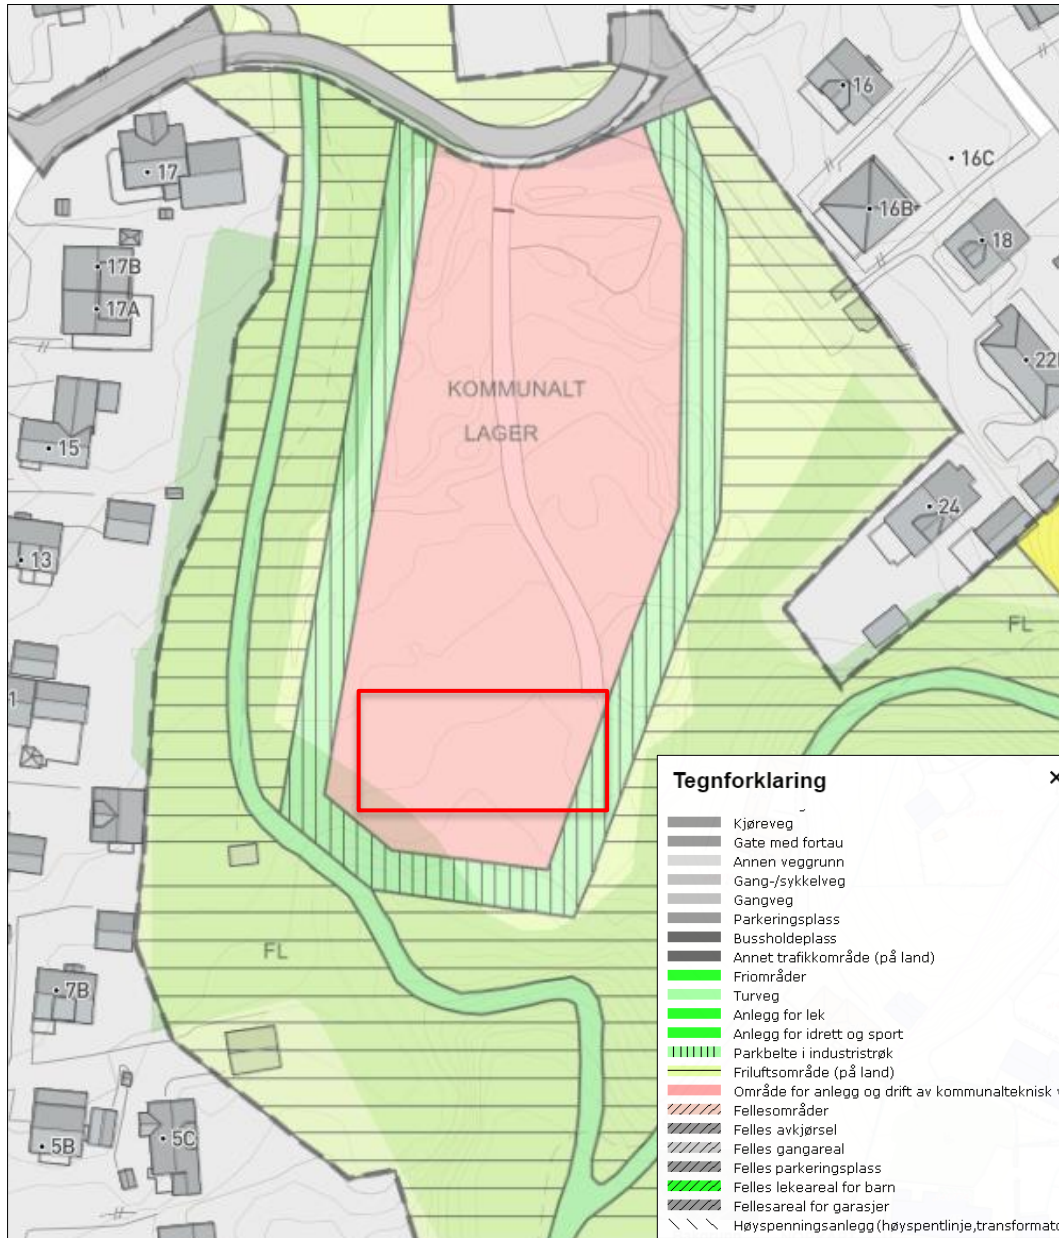 16
16C
17
16B
18
17B
17A
22
KOMMUNALT
LAGER
15
24
13
FL
1
Tegnforklaring
×
Kjøreveg
Gate med fortau
Annen veggrunn
Gang-/sykkelveg
Gangveg
Parkeringsplass
Bussholdeplass
Annet trafikkområde (på land)
Friområder
Turveg
Anlegg for lek
Anlegg for idrett og sport
Parkbelte i industristrøk
Friluftsområde (på land)
Område for anlegg og drift av kommunalteknisk
Fellesområder
Felles avkjørsel
Felles gangareal
Felles parkeringsplass
Felles lekeareal for barn
Fellesareal for garasjer
Høyspenningsanlegg (høyspentlinje,transformato
FL
7B
5B
5C